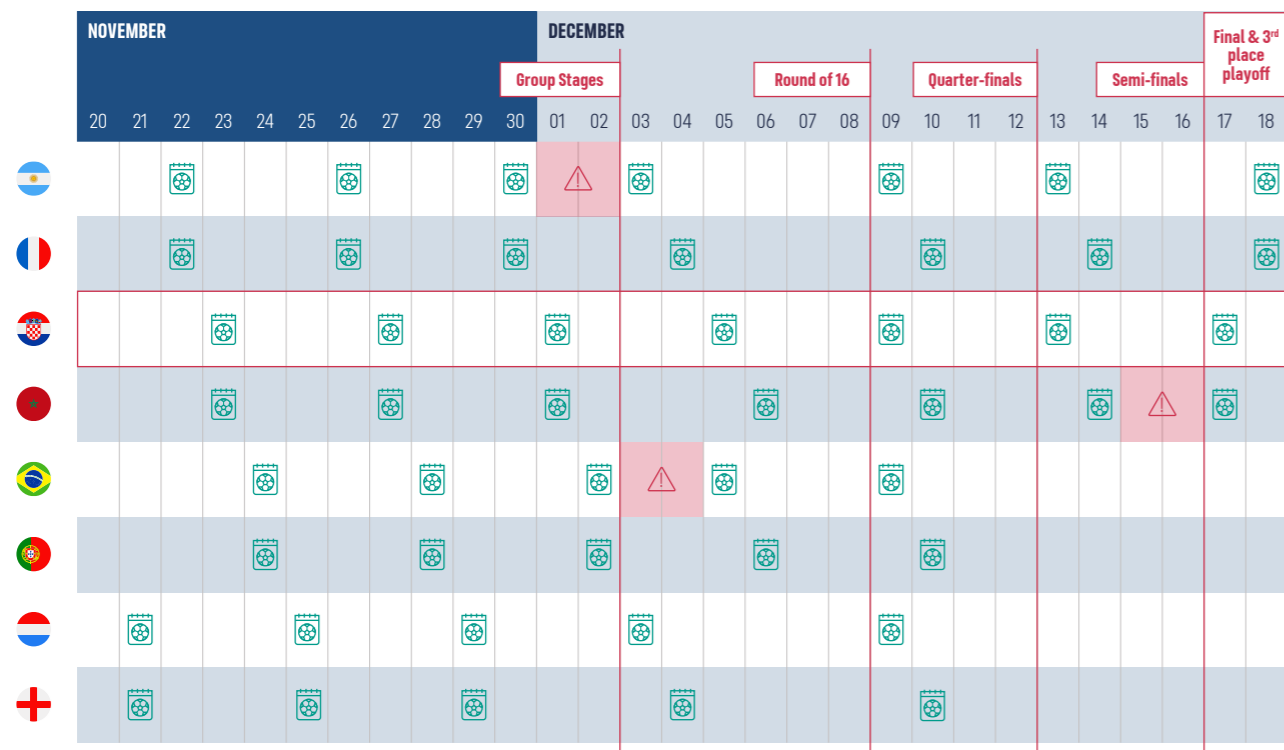 NOVEMBER DECEMBER
Final & 3rd
place
playoff
Group Stages Round of 16 Quarter-finals Semi-finals
20 21 22 23 24 25 26 27 28 29 30 01 02 03 04 05 06 07 08 09 10 11 12 13 14 15 16 17 18